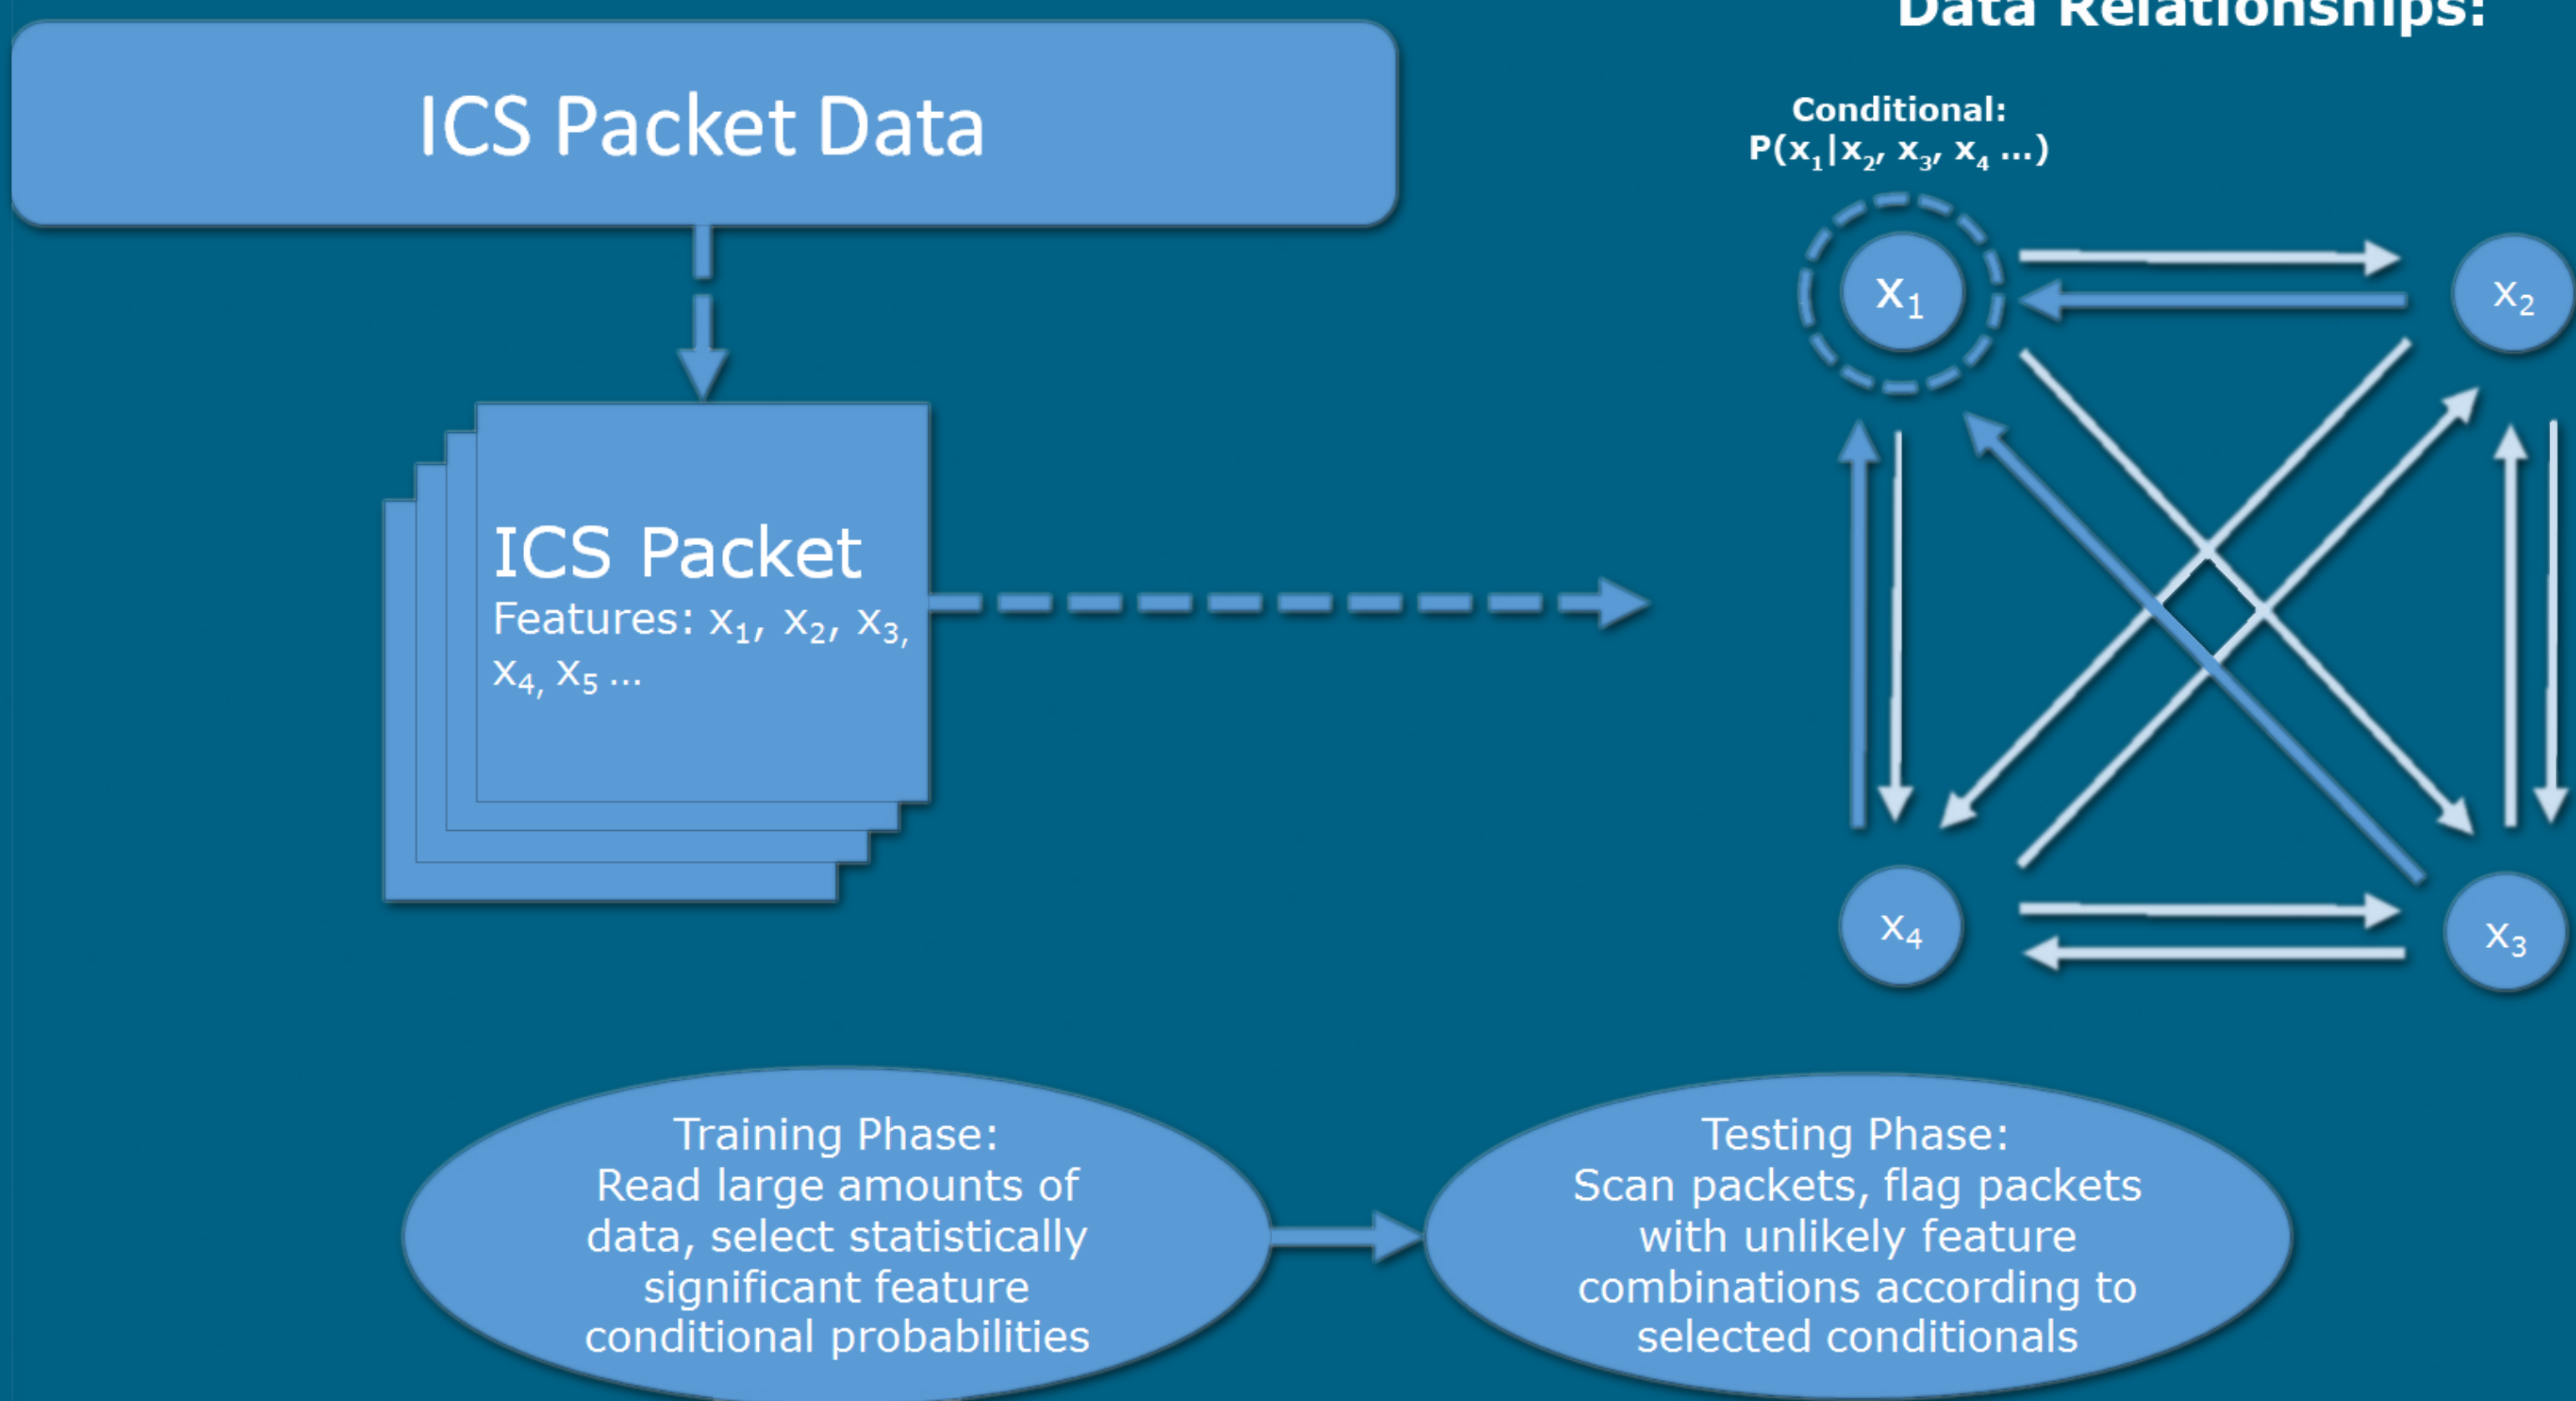 Data Relationships:
ICS Packet Data
Conditional:
P(x₁|x₂, x₃, x₄ ...)
x₁
x₂
ICS Packet
Features: x₁, x₂, x₃,
x₄, x₅ ...
x₄
x₃
Training Phase:
Read large amounts of
data, select statistically
significant feature
conditional probabilities
Testing Phase:
Scan packets, flag packets
with unlikely feature
combinations according to
selected conditionals